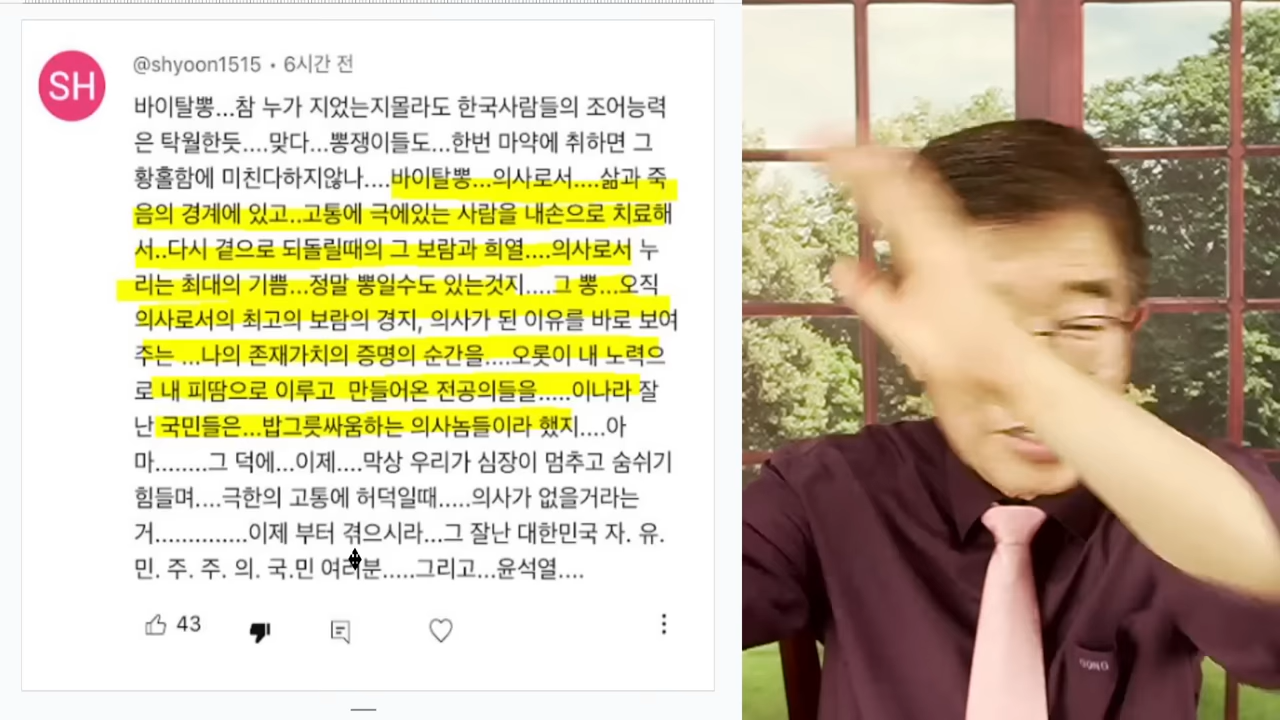 SH
@shyoon1515 • 6시간 전
바이탈뽕...참 누가 지었는지몰라도 한국사람들의 조어능력
은 탁월한듯....맞다...뽕쟁이들도...한번 마약에 취하면 그
황홀함에 미친다하지않나....바이탈뽕...의사로서....삶과 죽
음의 경계에 있고..고통에 극에있는 사람을 내손으로 치료해
서..다시 곁으로 되돌릴때의 그 보람과 희열....의사로서 누
리는 최대의 기쁨...정말 뽕일수도 있는것지....그 뽕...오직
의사로서의 최고의 보람의 경지, 의사가 된 이유를 바로 보여
주는 ...나의 존재가치의 증명의 순간을....오롯이 내 노력으
로 내 피땀으로 이루고 만들어온 전공의들을.....이나라 잘
난 국민들은...밥그릇싸움하는 의사놈들이라 했지....아
마........그 덕에...이제....막상 우리가 심장이 멈추고 숨쉬기
힘들며....극한의 고통에 허덕일때.....의사가 없을거라는
거..............이제 부터 겪으시라...그 잘난 대한민국 자. 유.
민. 주. 주. 의. 국.민 여러분.....그리고...윤석열....
43